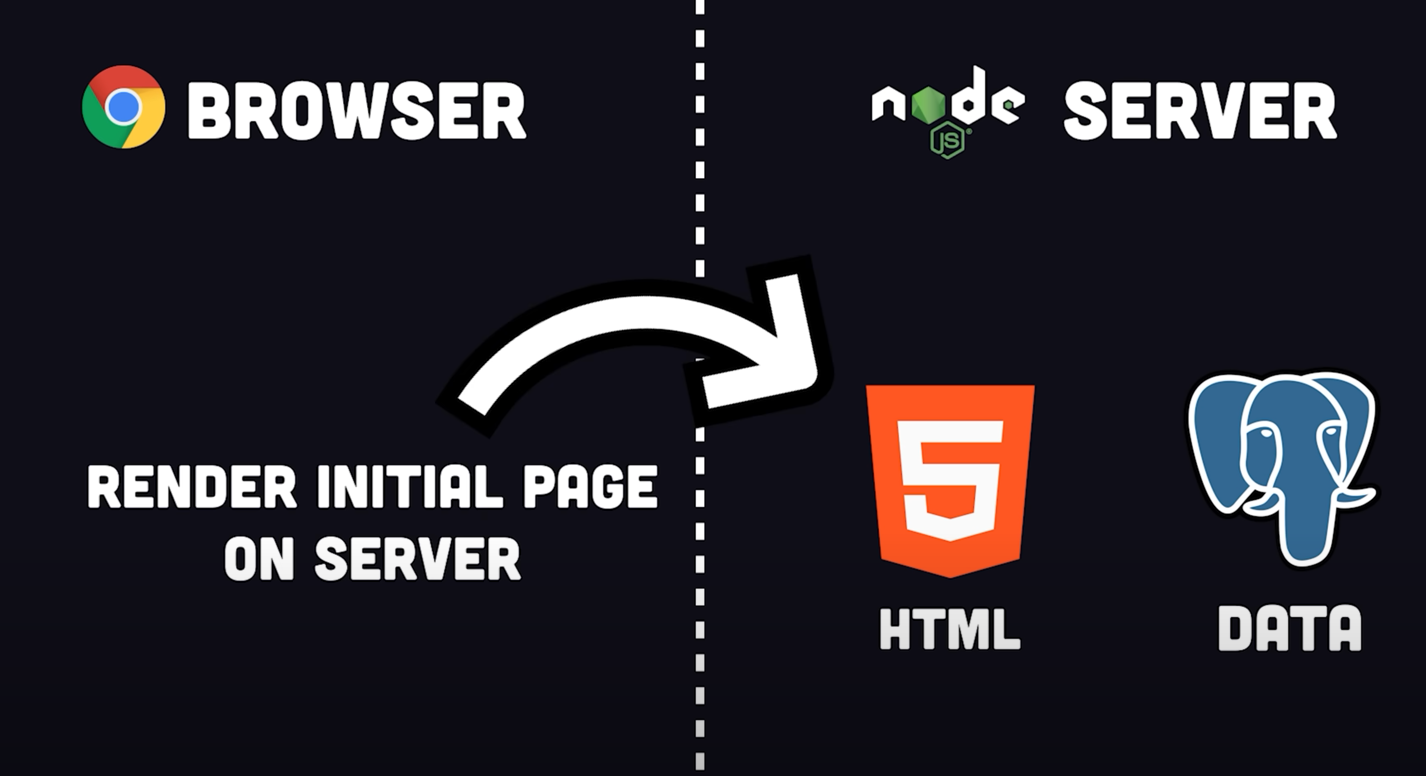 BROWSER
node
JS
SERVER
RENDER INITIAL PAGE
ON SERVER
5
HTML
DATA